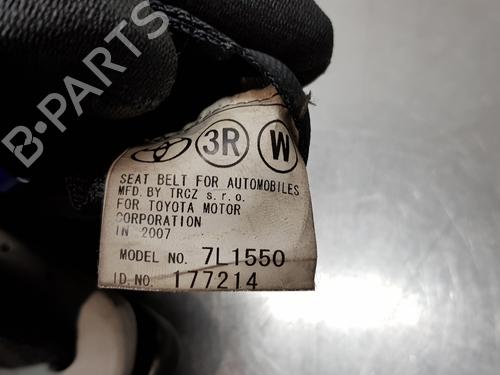 B-PARTS
3R W
SEAT BELT FOR AUTOMOBILES
MFD. BY TRCZ s.r.o.
FOR TOYOTA MOTOR
CORPORATION
IN 2007
MODEL NO. 7L1550
ID.NO. 177214